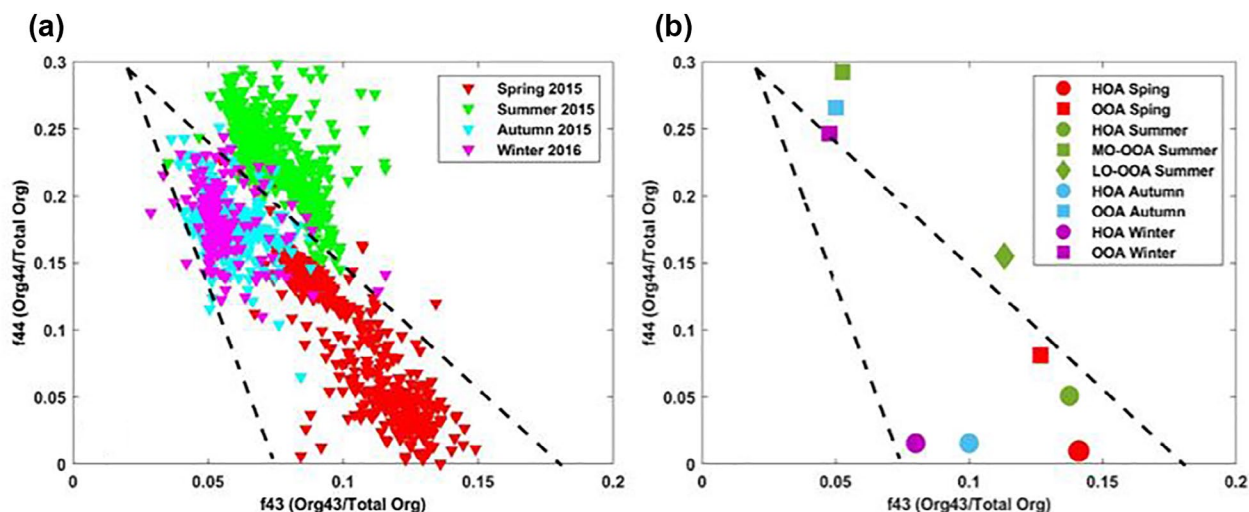 (a)
0.3
0.25
0.2
0.15
0.1
0.05
0
f44 (Org44/Total Org)
0
0.05
0.1
0.15
0.2
f43 (Org43/Total Org)
Spring 2015
Summer 2015
Autumn 2015
Winter 2016
(b)
0.3
0.25
0.2
0.15
0.1
0.05
0
f44 (Org44/Total Org)
0
0.05
0.1
0.15
0.2
f43 (Org43/Total Org)
HOA Sping
OOA Sping
HOA Summer
MO-OOA Summer
LO-OOA Summer
HOA Autumn
OOA Autumn
HOA Winter
OOA Winter